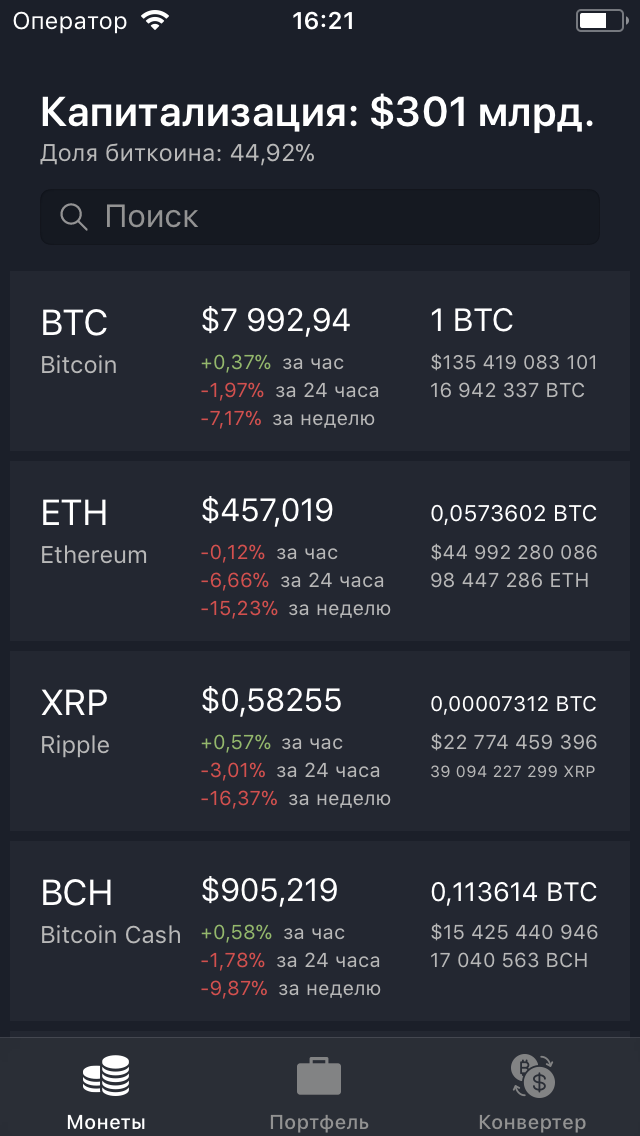 Оператор 16:21
Капитализация: $301 млрд.
Доля биткоина: 44,92%
Поиск
BTC $7 992,94 1 BTC
Bitcoin +0,37% за час $135 419 083 101
-1,97% за 24 часа 16 942 337 BTC
-7,17% за неделю
ETH $457,019 0,0573602 BTC
Ethereum -0,12% за час $44 992 280 086
-6,66% за 24 часа 98 447 286 ETH
-15,23% за неделю
XRP $0,58255 0,00007312 BTC
Ripple +0,57% за час $22 774 459 396
-3,01% за 24 часа 39 094 227 299 XRP
-16,37% за неделю
BCH $905,219 0,113614 BTC
Bitcoin Cash +0,58% за час $15 425 440 946
-1,78% за 24 часа 17 040 563 BCH
-9,87% за неделю
Монеты Портфель Конвертер